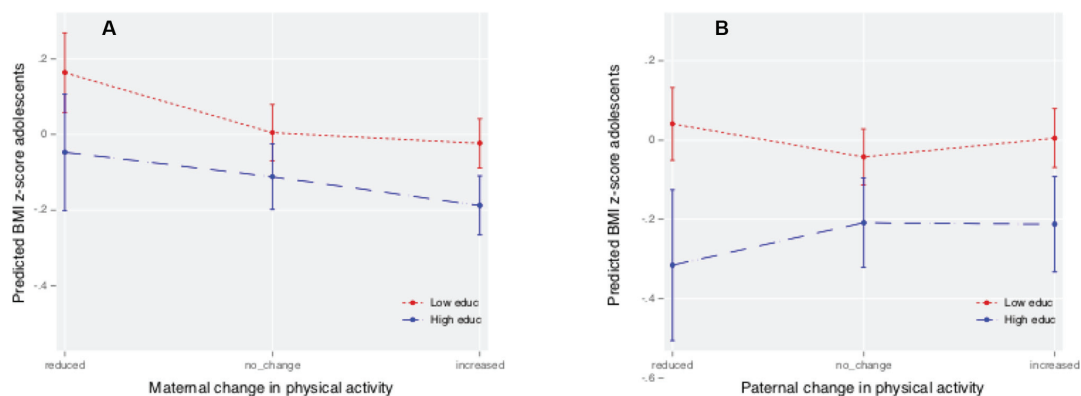 A
Predicted BMI z-score adolescents
.2
0
-.2
-.4
Low educ
High educ
reduced
no_change
increased
Maternal change in physical activity
B
Predicted BMI z-score adolescents
.2
0
-.2
-.4
-.6
Low educ
High educ
reduced
no_change
increased
Paternal change in physical activity